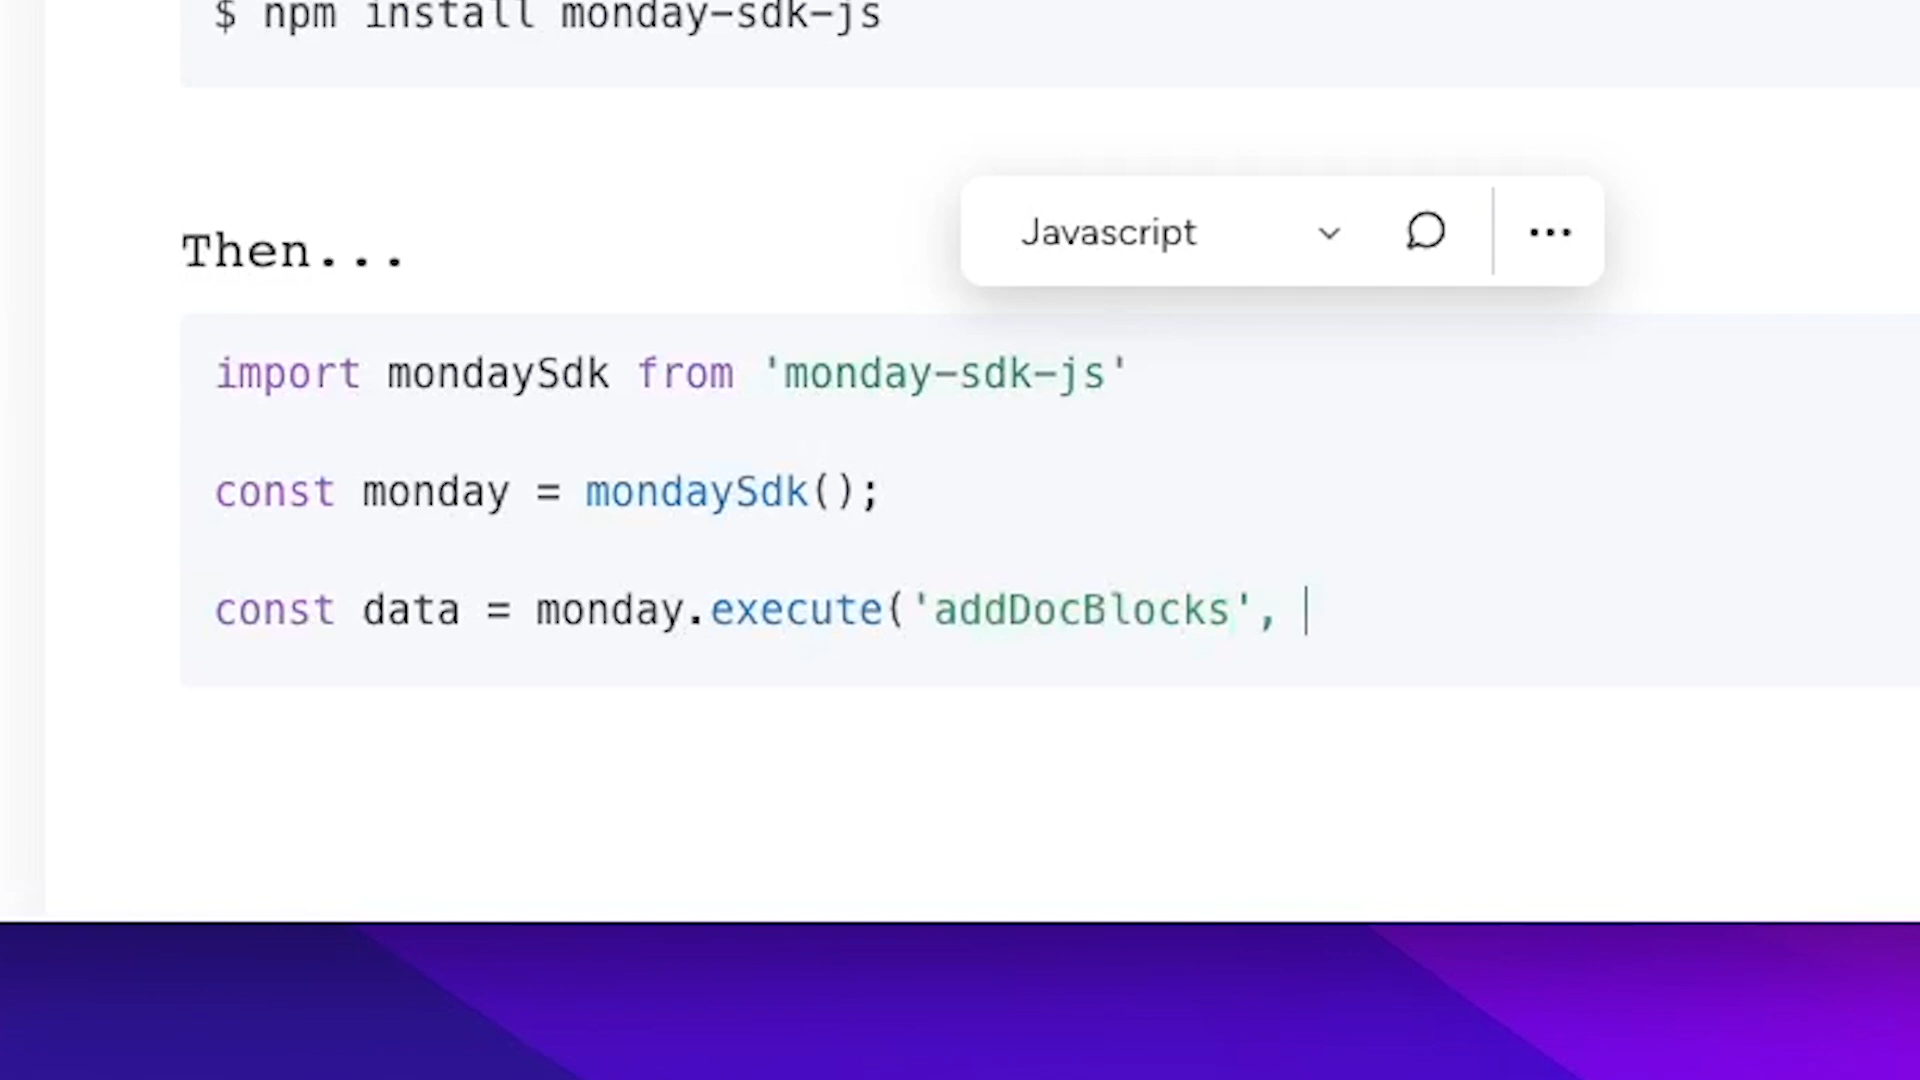 $ npm install monday-sdk-js
Javascript
Then...
import mondaySdk from 'monday-sdk-js'
const monday = mondaySdk();
const data = monday.execute('addDocBlocks',